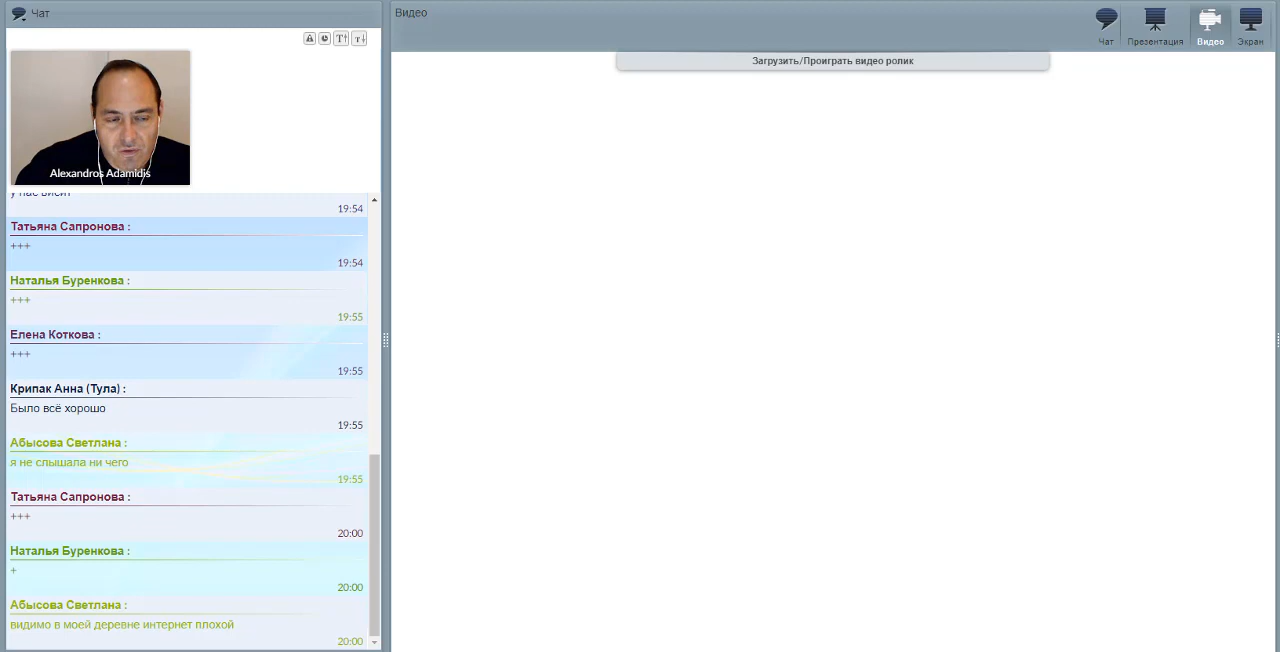 Чат
Alexandros Adamidis
у нас висит
19:54
Татьяна Сапронова :
+++
19:54
Наталья Буренкова :
+++
19:55
Елена Коткова :
+++
19:55
Крипак Анна (Тула) :
Было всё хорошо
19:55
Абысова Светлана :
я не слышала ни чего
19:55
Татьяна Сапронова :
+++
20:00
Наталья Буренкова :
+
20:00
Абысова Светлана :
видимо в моей деревне интернет плохой
20:00
Видео
Чат
Презентация
Видео
Экран
Загрузить/Проиграть видео ролик